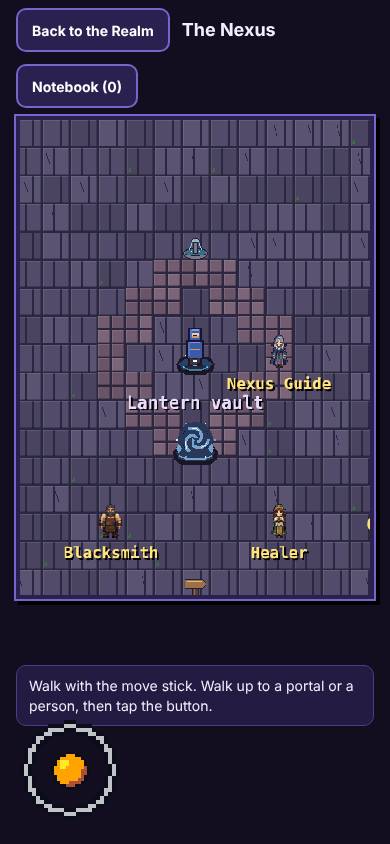 Back to the Realm
The Nexus
Notebook (0)
Nexus Guide
Lantern vault
Blacksmith
Healer
Walk with the move stick. Walk up to a portal or a
person, then tap the button.